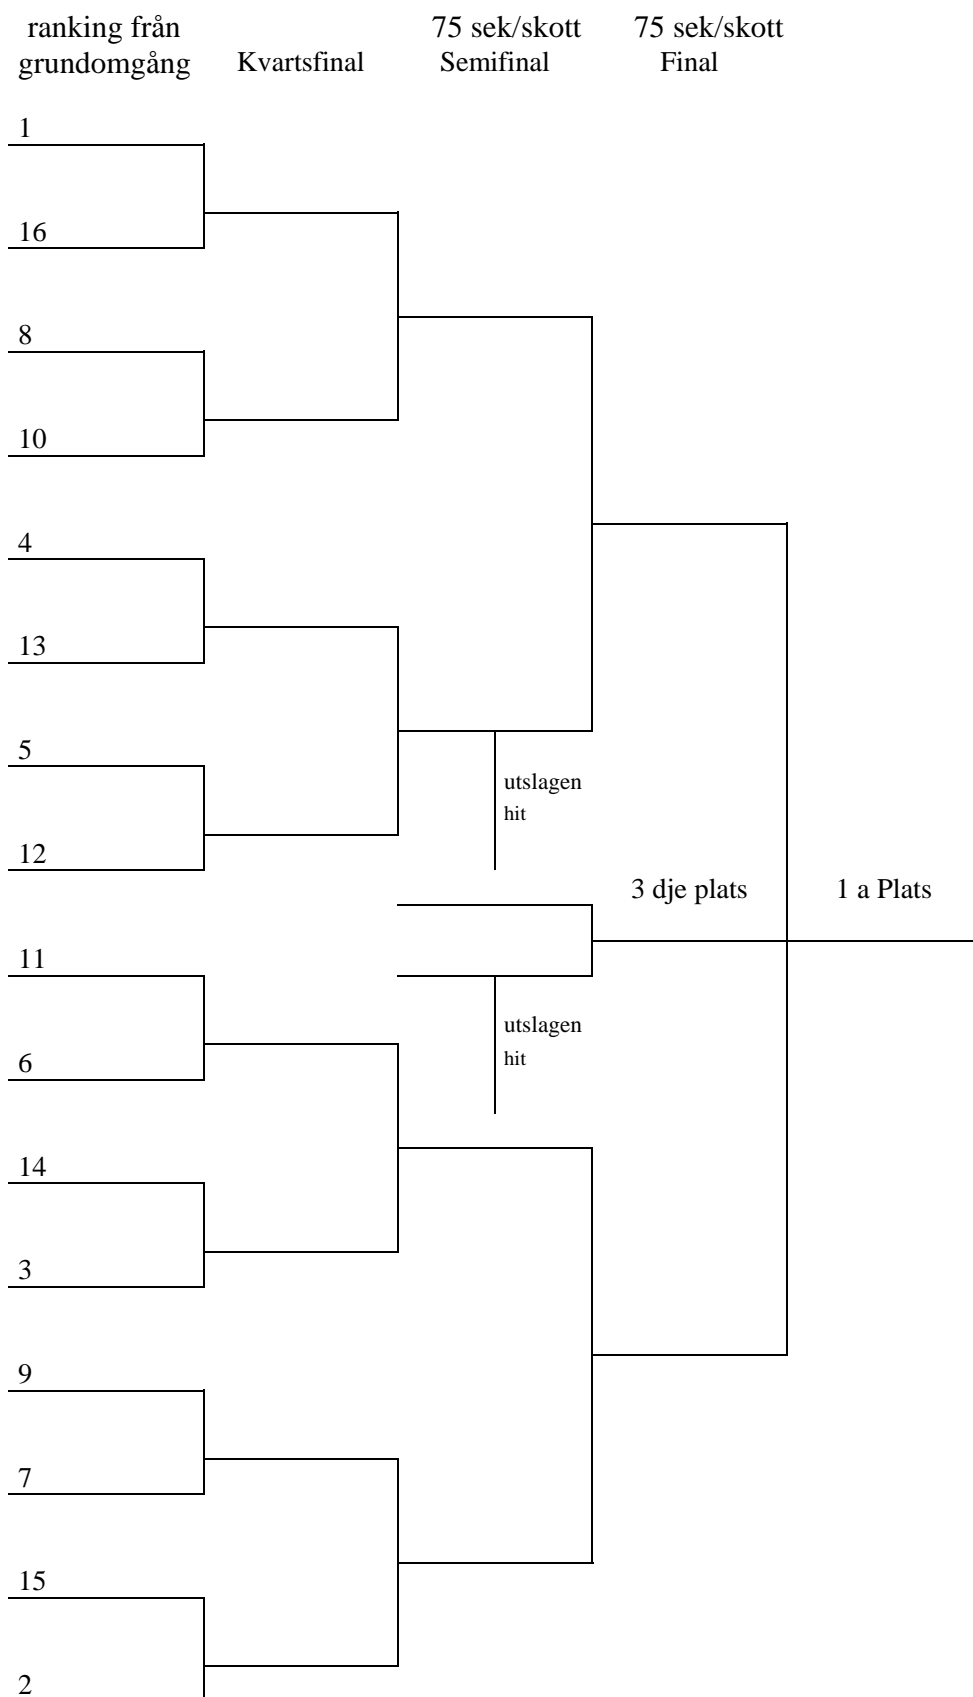 ranking från
grundomgång
Kvartsfinal
75 sek/skott
Semifinal
75 sek/skott
Final
1
16
8
10
4
13
5
12
utslagen
hit
3 dje plats
1 a Plats
11
6
utslagen
hit
14
3
9
7
15
2